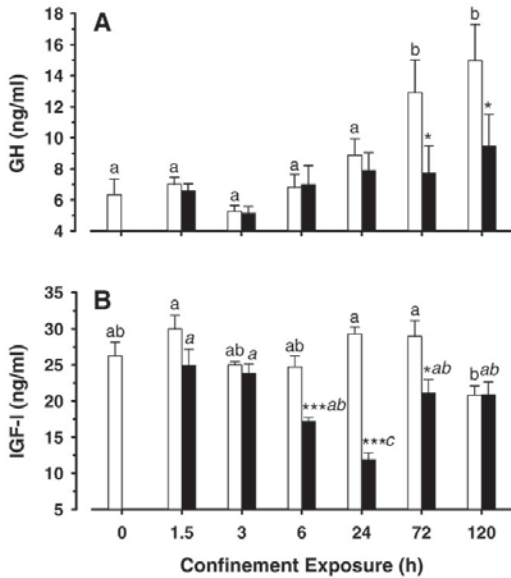 A
GH (ng/ml)
18
16
14
12
10
8
6
4
a
a
a
a
a
b
*
b
*
B
IGF-I (ng/ml)
35
30
25
20
15
10
5
ab
a
a
ab
a
ab
***ab
a
***c
a
*ab
b
ab
0 1.5 3 6 24 72 120
Confinement Exposure (h)